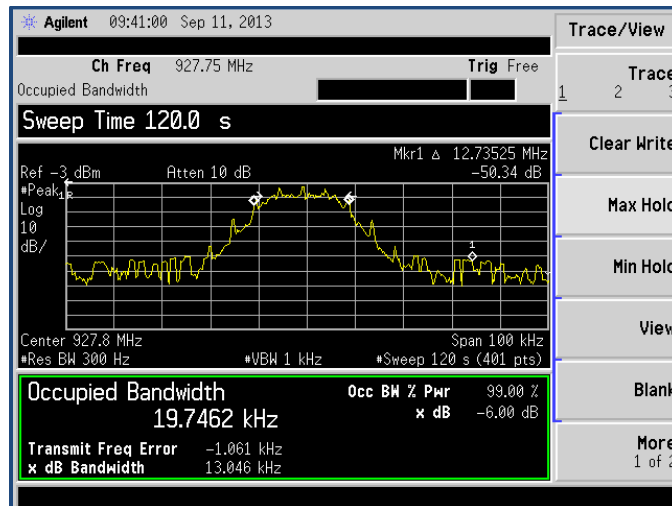 Agilent 09:41:00 Sep 11, 2013
Trace/View
Ch Freq 927.75 MHz Trig Free
Occupied Bandwidth
Trace
1 2 3
Sweep Time 120.0 s
Clear Write
Mkr1 Δ 12.73525 MHz
Ref -3 dBm Atten 10 dB -50.34 dB
#Peak
1R
Log
10
dB/
1
Max Hold
Min Hold
Center 927.8 MHz Span 100 kHz
#Res BW 300 Hz #VBW 1 kHz #Sweep 120 s (401 pts)
View
Occupied Bandwidth Occ BW % Pwr 99.00 %
19.7462 kHz x dB -6.00 dB
Blank
Transmit Freq Error -1.061 kHz
x dB Bandwidth 13.046 kHz
More
1 of 2